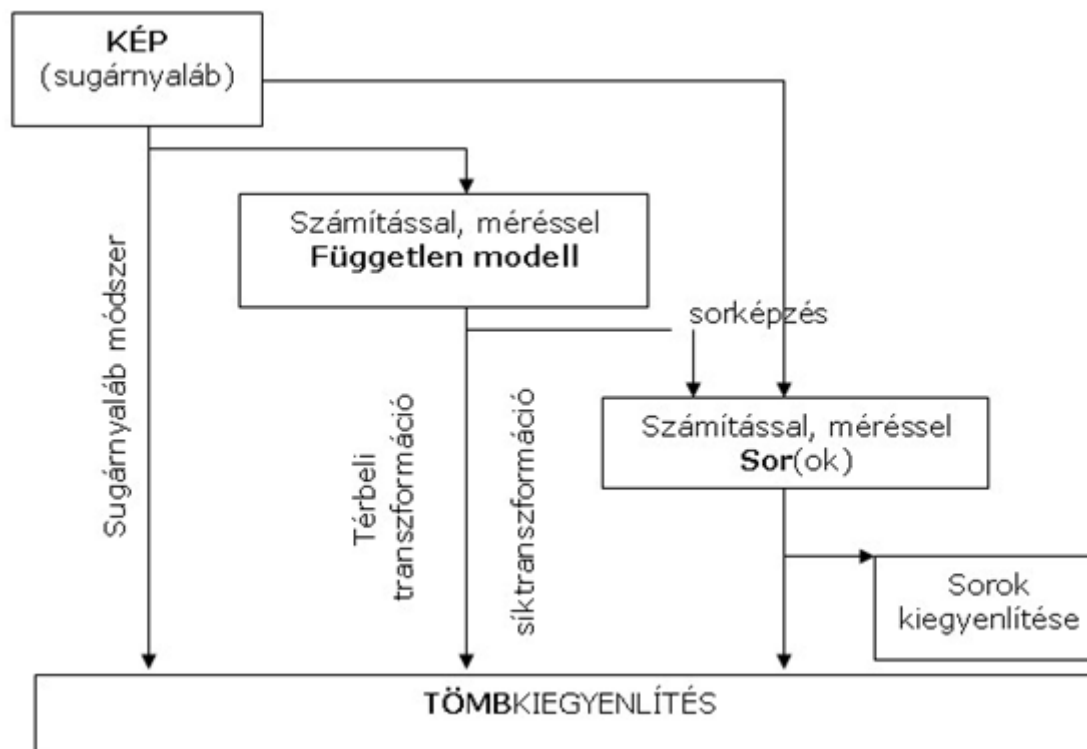 KÉP
(sugárnyaláb)
Számítással, méréssel
Független modell
sorképzés
Sugárnyaláb módszer
Térbeli
transzformáció
síktranszformáció
Számítással, méréssel
Sor(ok)
Sorok
kiegyenlítése
TÖMBKIEGYENLÍTÉS